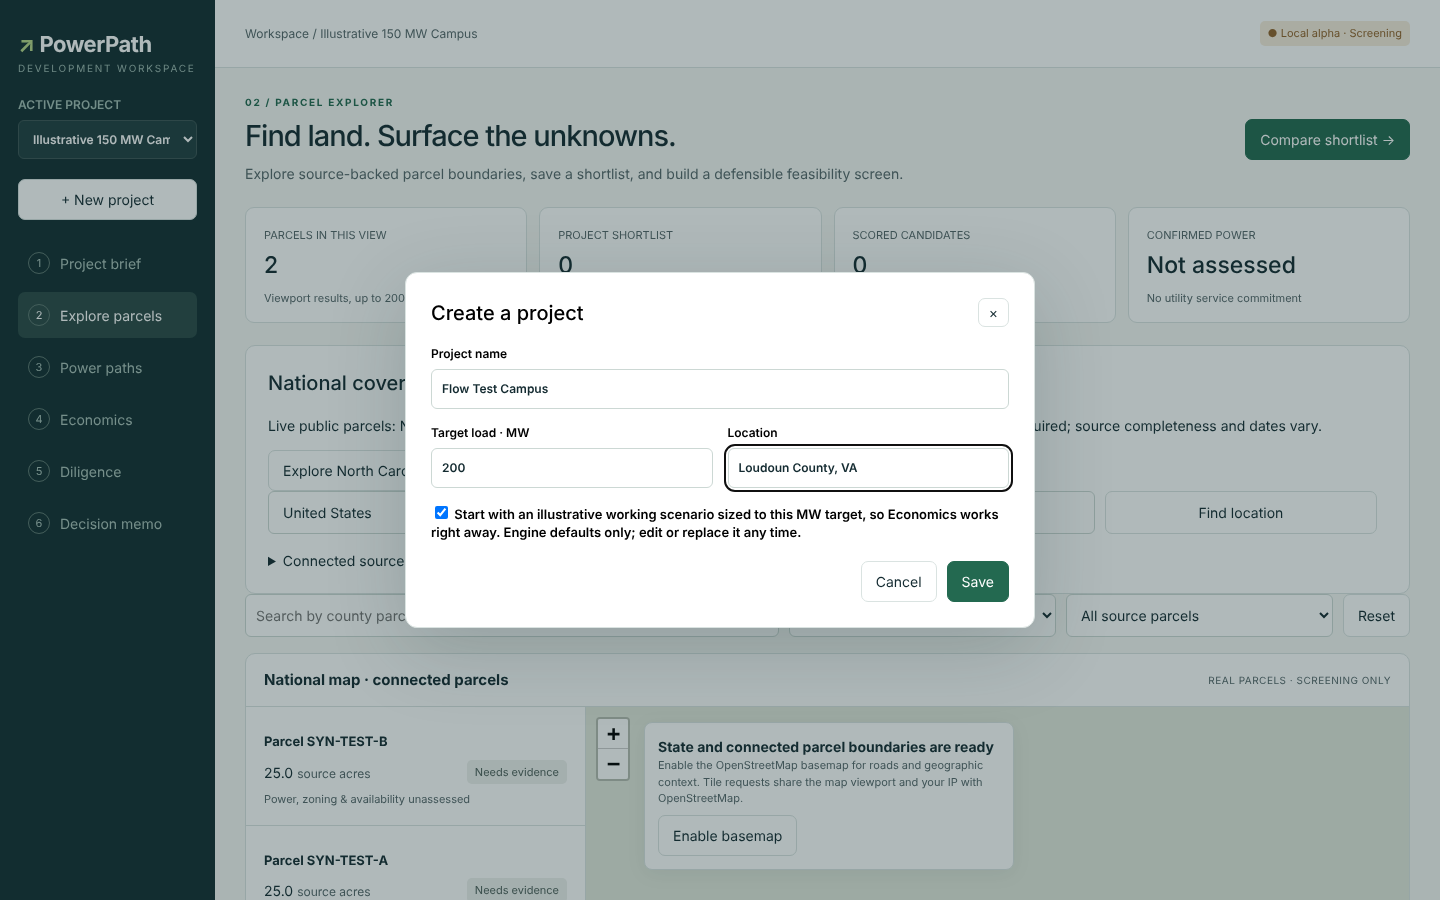 PowerPath
DEVELOPMENT WORKSPACE
ACTIVE PROJECT
Illustrative 150 MW Cam
+ New project
1 Project brief
2 Explore parcels
3 Power paths
4 Economics
5 Diligence
6 Decision memo
Workspace / Illustrative 150 MW Campus
Local alpha · Screening
02 / PARCEL EXPLORER
Find land. Surface the unknowns.
Explore source-backed parcel boundaries, save a shortlist, and build a defensible feasibility screen.
Compare shortlist →
PARCELS IN THIS VIEW
2
Viewport results, up to 200
PROJECT SHORTLIST
0
SCORED CANDIDATES
0
CONFIRMED POWER
Not assessed
No utility service commitment
National cover
Live public parcels:
; source completeness and dates vary.
Explore North
United States
Find location
Connected source
Search by county parc
All source parcels
Reset
Create a project
×
Project name
Flow Test Campus
Target load · MW
200
Location
Loudoun County, VA
Start with an illustrative working scenario sized to this MW target, so Economics works
right away. Engine defaults only; edit or replace it any time.
Cancel
Save
National map · connected parcels
REAL PARCELS · SCREENING ONLY
Parcel SYN-TEST-B
25.0 source acres
Needs evidence
Power, zoning & availability unassessed
Parcel SYN-TEST-A
25.0 source acres
Needs evidence
+
−
State and connected parcel boundaries are ready
Enable the OpenStreetMap basemap for roads and geographic
context. Tile requests share the map viewport and your IP with
OpenStreetMap.
Enable basemap